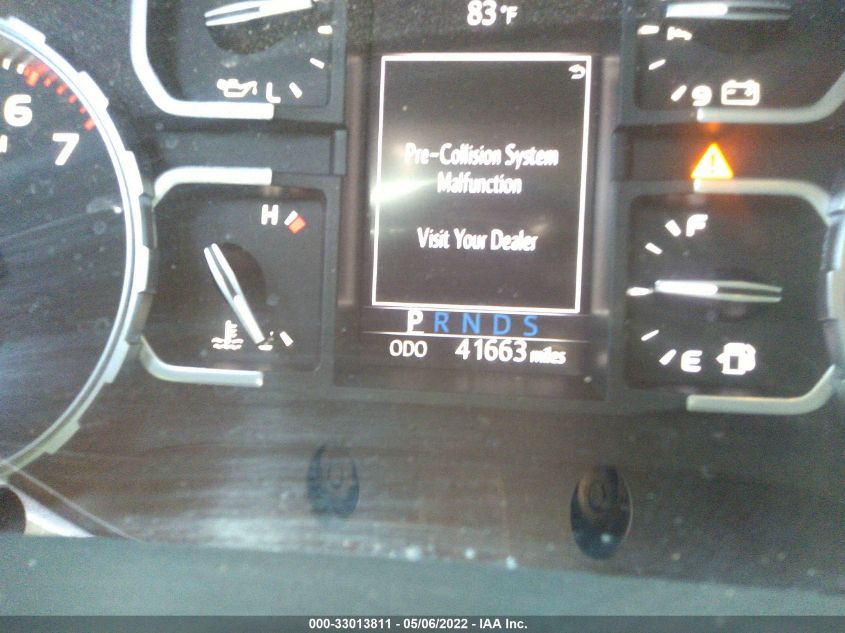 83°F
L
9
6
7
Pre-Collision System
Malfunction
Visit Your Dealer
H
F
P R N D S
ODO 41663 miles
E
000-33013811 - 05/06/2022 - IAA Inc.